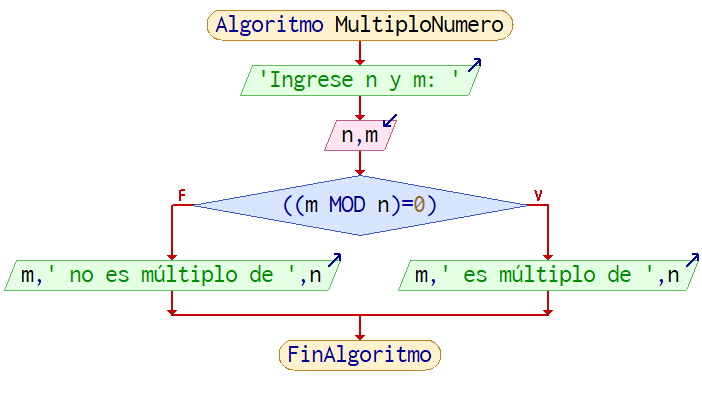 Algoritmo MultiploNumero
'Ingrese n y m: '
n,m
F
V
((m MOD n)=0)
m,' no es múltiplo de ',n
m,' es múltiplo de ',n
FinAlgoritmo